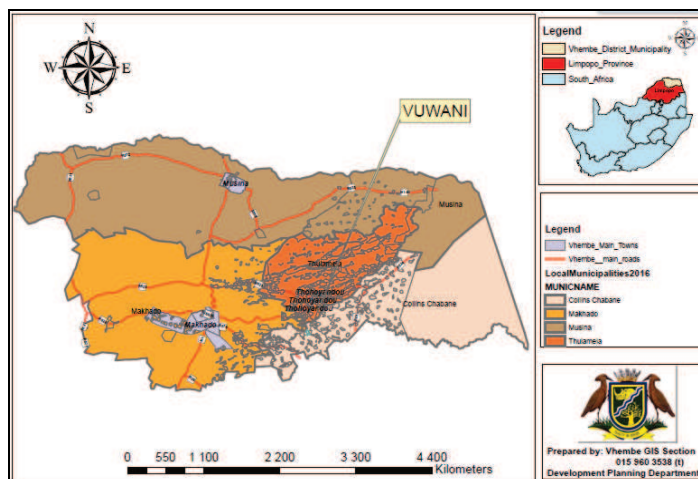 N
W E
S
VUWANI
Musina
Musina
Thulamela
Thohoyandou
Thohoyandou
Thohoyandou
Collins Chabane
Makhado
Makhado
0 550 1 100 2 200 3 300 4 400
Kilometers
Legend
Vhembe_District_Municipality
Limpopo_Province
South_Africa
Limpopo
Legend
Vhembe_Main_Towns
Vhembe__main_roads
LocalMunicipalities2016
MUNICNAME
Collins Chabane
Makhado
Musina
Thulamela
Prepared by: Vhembe GIS Section
015 960 3538 (t)
Development Planning Department